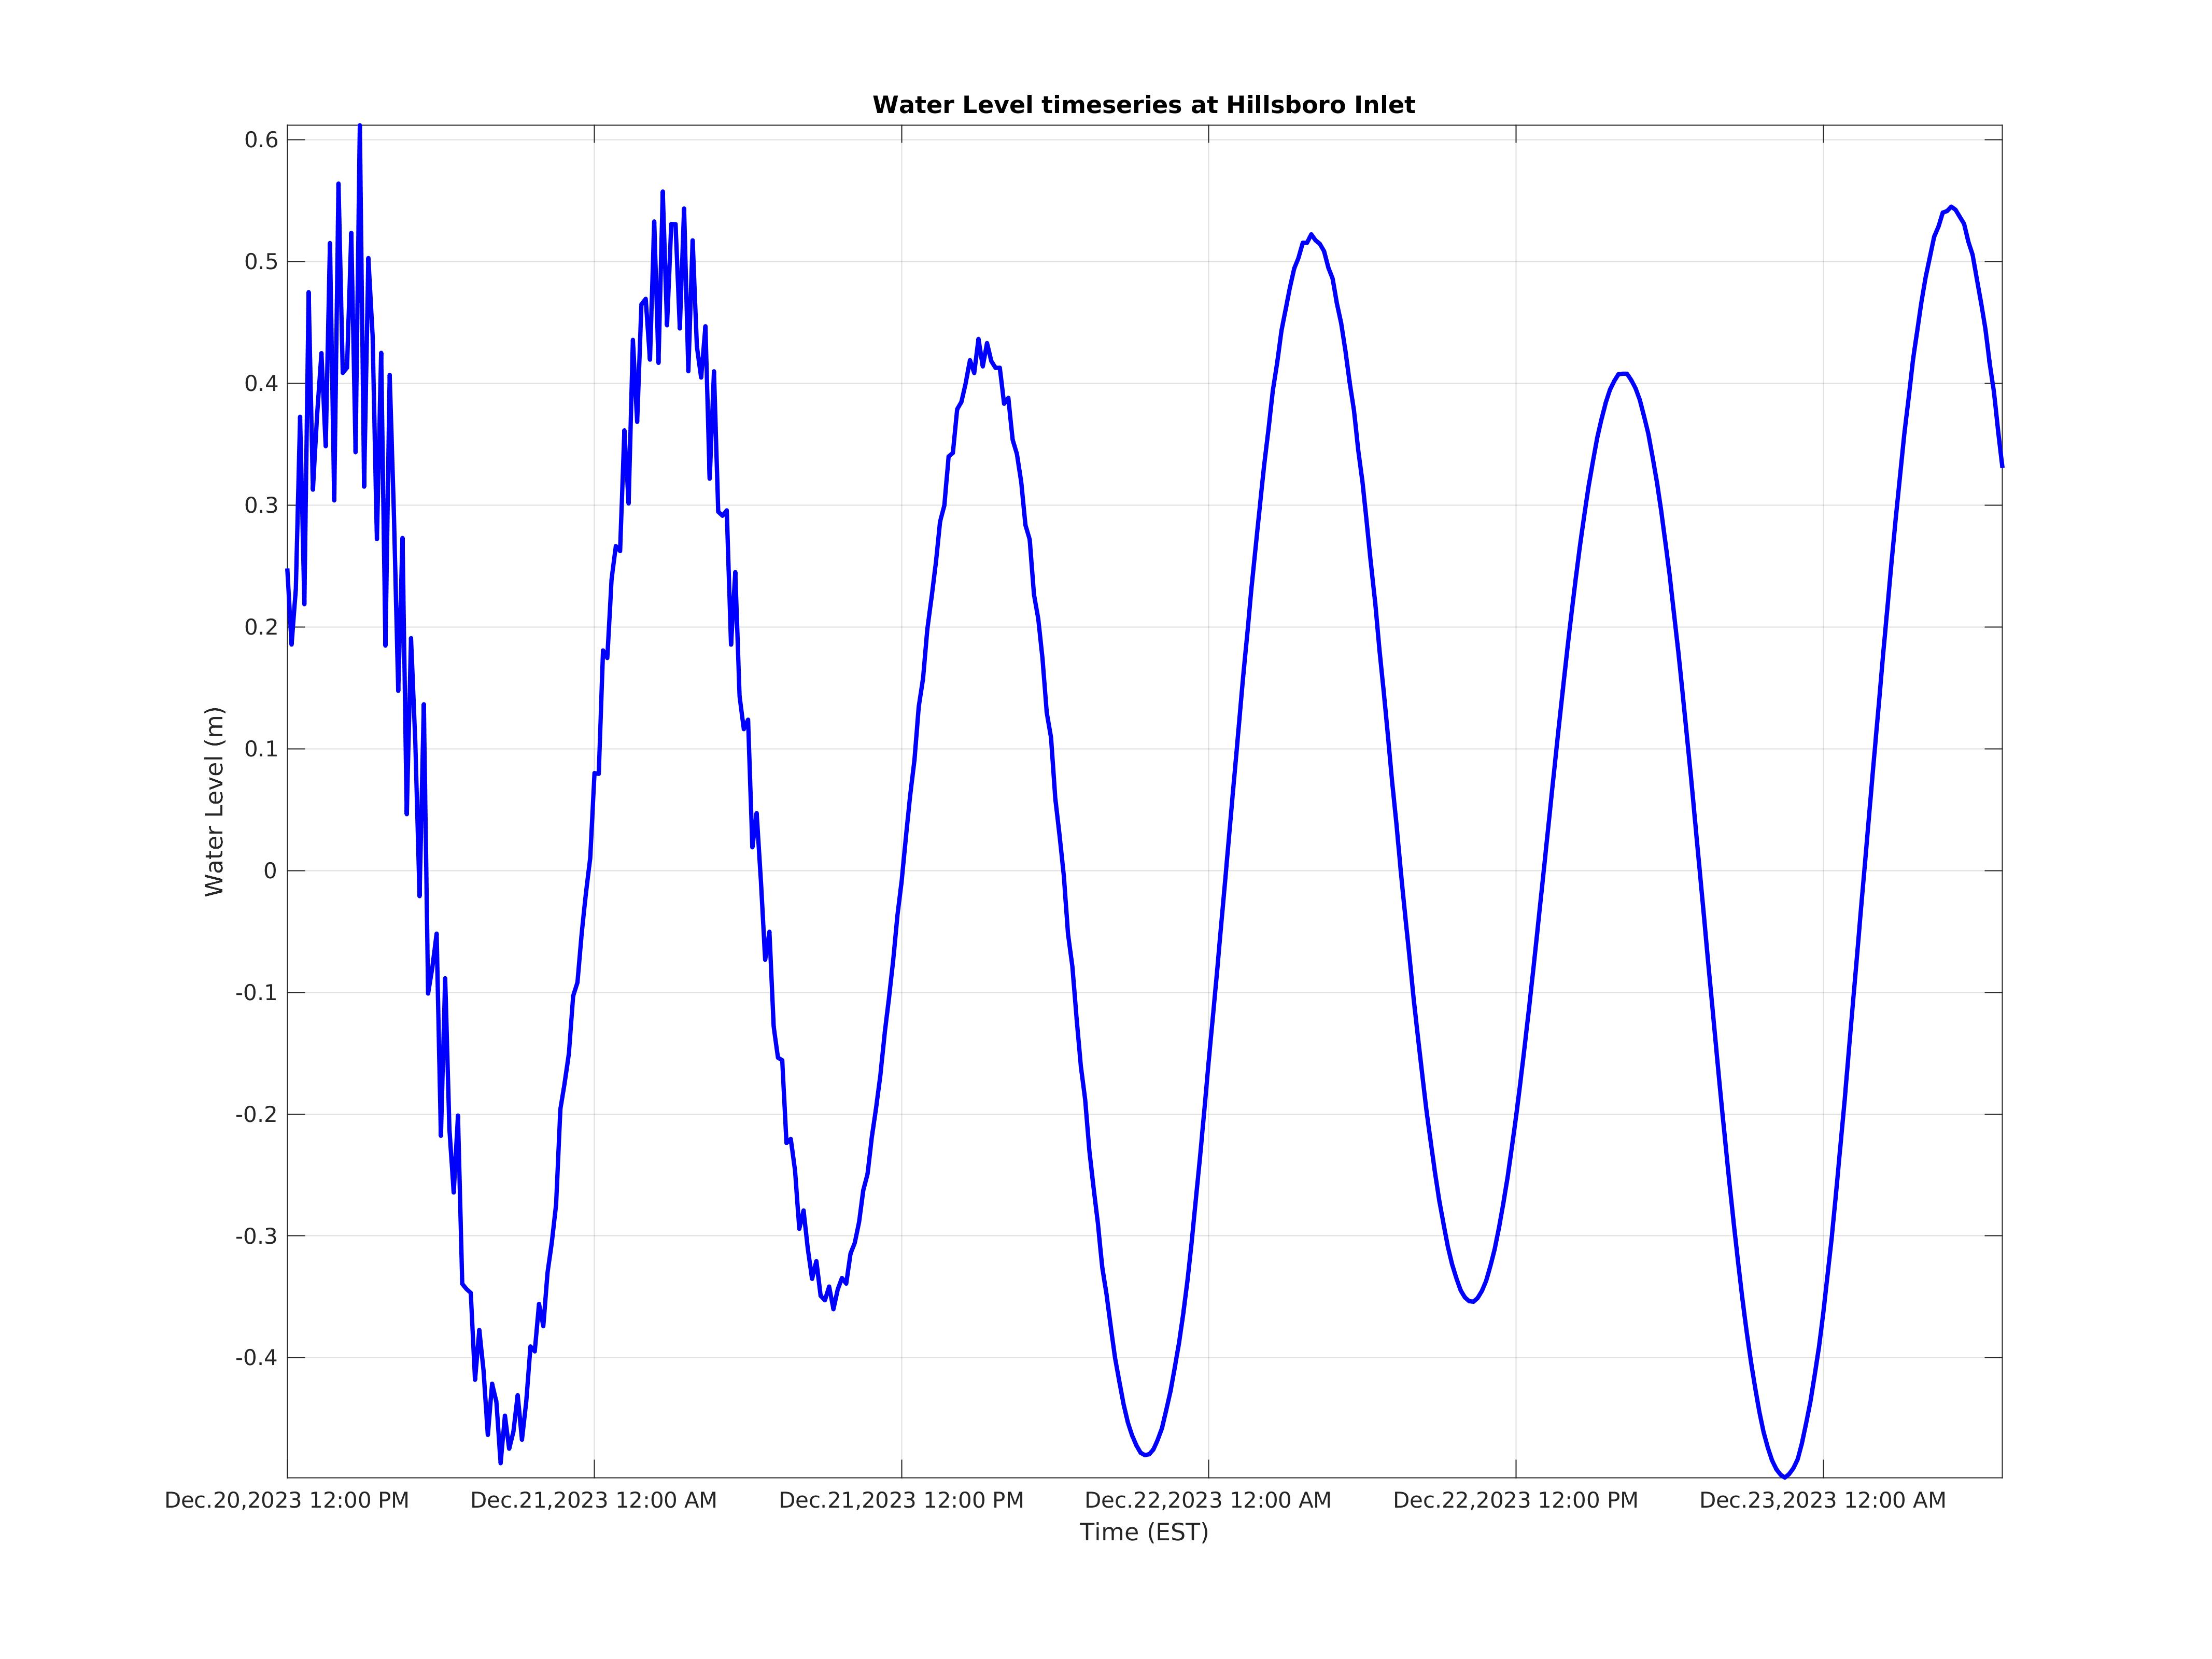 Water Level timeseries at Hillsboro Inlet
0.6
0.5
0.4
0.3
0.2
0.1
0
-0.1
-0.2
-0.3
-0.4
Water Level (m)
Dec.20,2023 12:00 PM
Dec.21,2023 12:00 AM
Dec.21,2023 12:00 PM
Dec.22,2023 12:00 AM
Dec.22,2023 12:00 PM
Dec.23,2023 12:00 AM
Time (EST)